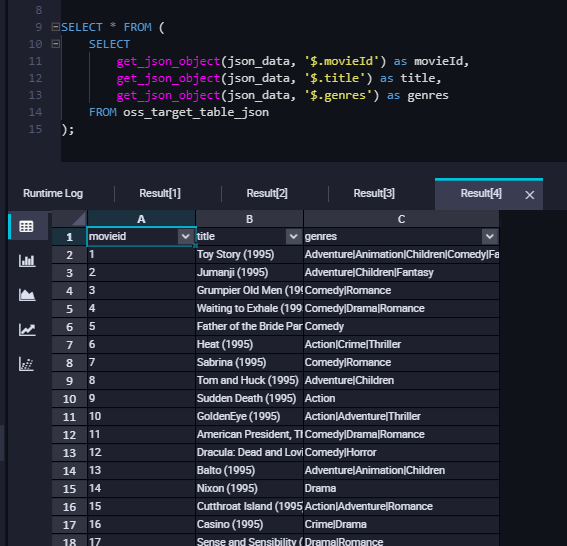 8
9 SELECT * FROM (
10 SELECT
11 get_json_object(json_data, '$.movieId') as movieId,
12 get_json_object(json_data, '$.title') as title,
13 get_json_object(json_data, '$.genres') as genres
14 FROM oss_target_table_json
15 );
Runtime Log Result[1] Result[2] Result[3] Result[4] ×
A B C
1 movieid title genres
2 1 Toy Story (1995) Adventure|Animation|Children|Comedy|Fa
3 2 Jumanji (1995) Adventure|Children|Fantasy
4 3 Grumpier Old Men (199 Comedy|Romance
5 4 Waiting to Exhale (199 Comedy|Drama|Romance
6 5 Father of the Bride Par Comedy
7 6 Heat (1995) Action|Crime|Thriller
8 7 Sabrina (1995) Comedy|Romance
9 8 Tom and Huck (1995) Adventure|Children
10 9 Sudden Death (1995) Action
11 10 GoldenEye (1995) Action|Adventure|Thriller
12 11 American President, Th Comedy|Drama|Romance
13 12 Dracula: Dead and Lovi Comedy|Horror
14 13 Balto (1995) Adventure|Animation|Children
15 14 Nixon (1995) Drama
16 15 Cutthroat Island (1995 Action|Adventure|Romance
17 16 Casino (1995) Crime|Drama
18 17 Sense and Sensibility ( Drama|Romance